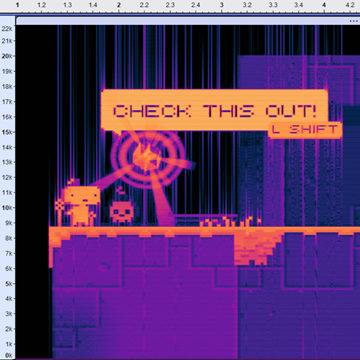 1 1.2 1.3 1.4 2 2.2 2.3 2.4 3 3.2 3.3 3.4 4 4.2
22k
21k
20k
19k
18k
17k
16k
15k
14k
13k
12k
11k
10k
9k
8k
7k
6k
5k
4k
3k
2k
1k
0k
CHECK THIS OUT!
L SHIFT